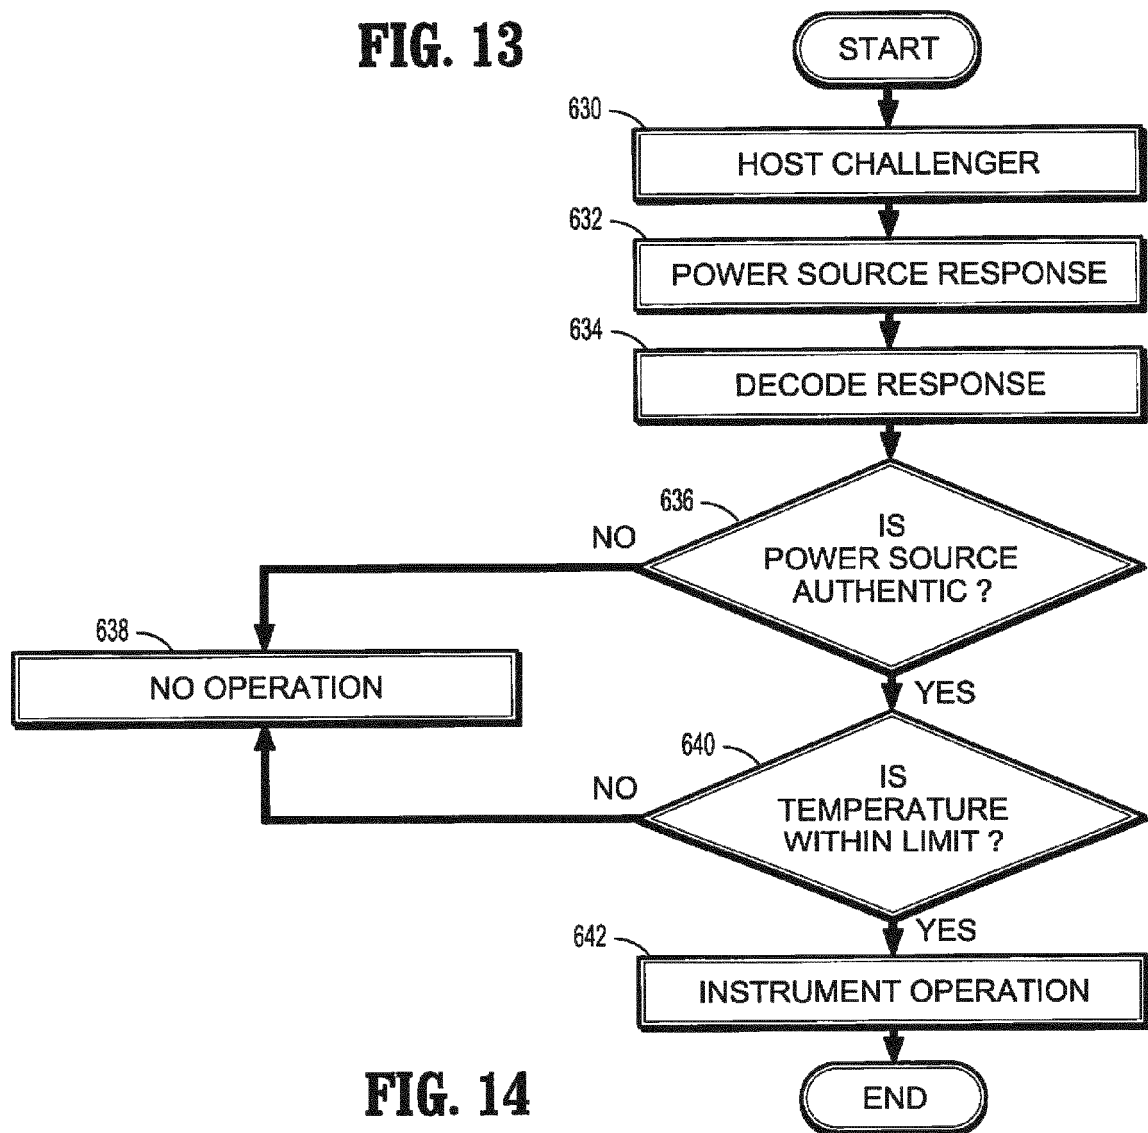 FIG. 13
START
630
HOST CHALLENGER
632
POWER SOURCE RESPONSE
634
DECODE RESPONSE
636
IS
POWER SOURCE
AUTHENTIC ?
NO
638
NO OPERATION
YES
640
IS
TEMPERATURE
WITHIN LIMIT ?
NO
YES
642
INSTRUMENT OPERATION
FIG. 14
END